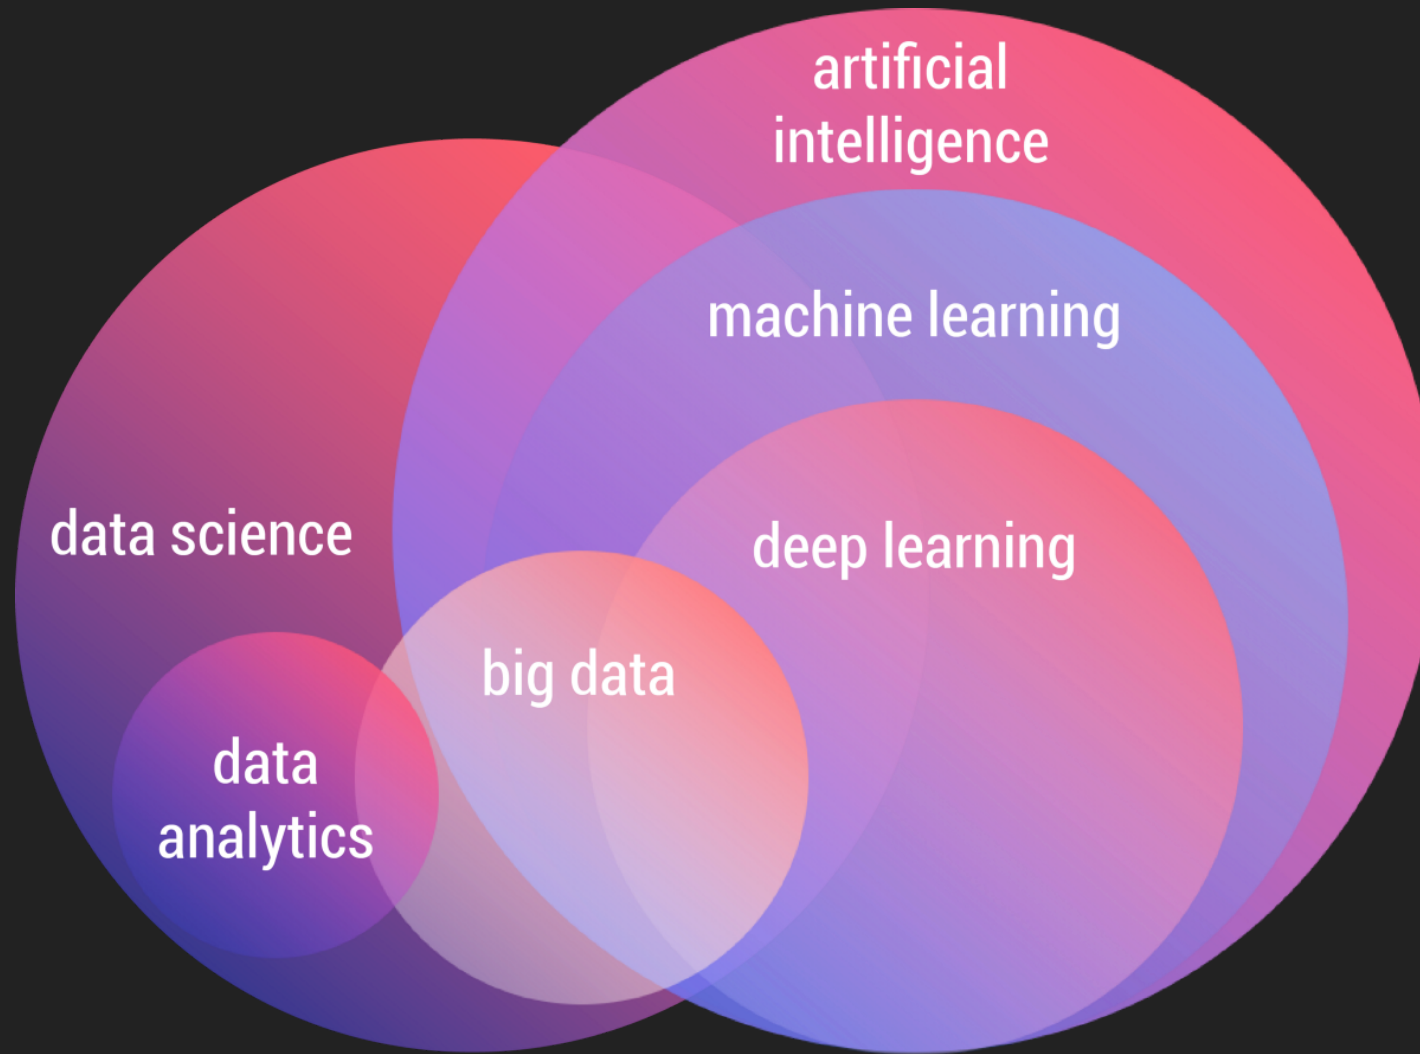 artificial
intelligence
machine learning
data science
deep learning
big data
data
analytics